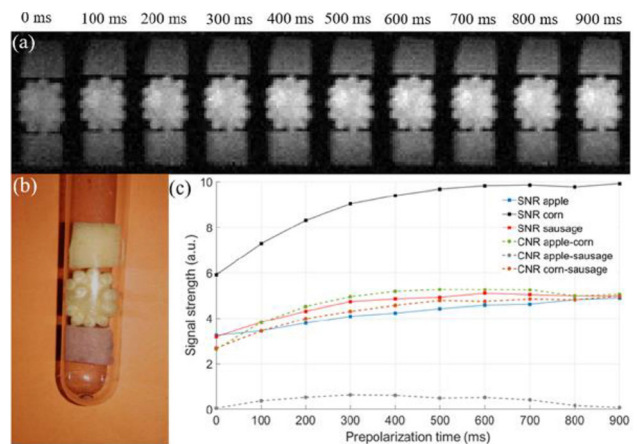 0 ms 100 ms 200 ms 300 ms 400 ms 500 ms 600 ms 700 ms 800 ms 900 ms
(a)
(b)
(c)
10
8
6
4
2
0
Signal strength (a.u.)
SNR apple
SNR corn
SNR sausage
CNR apple-corn
CNR apple-sausage
CNR corn-sausage
0 100 200 300 400 500 600 700 800 900
Prepolarization time (ms)